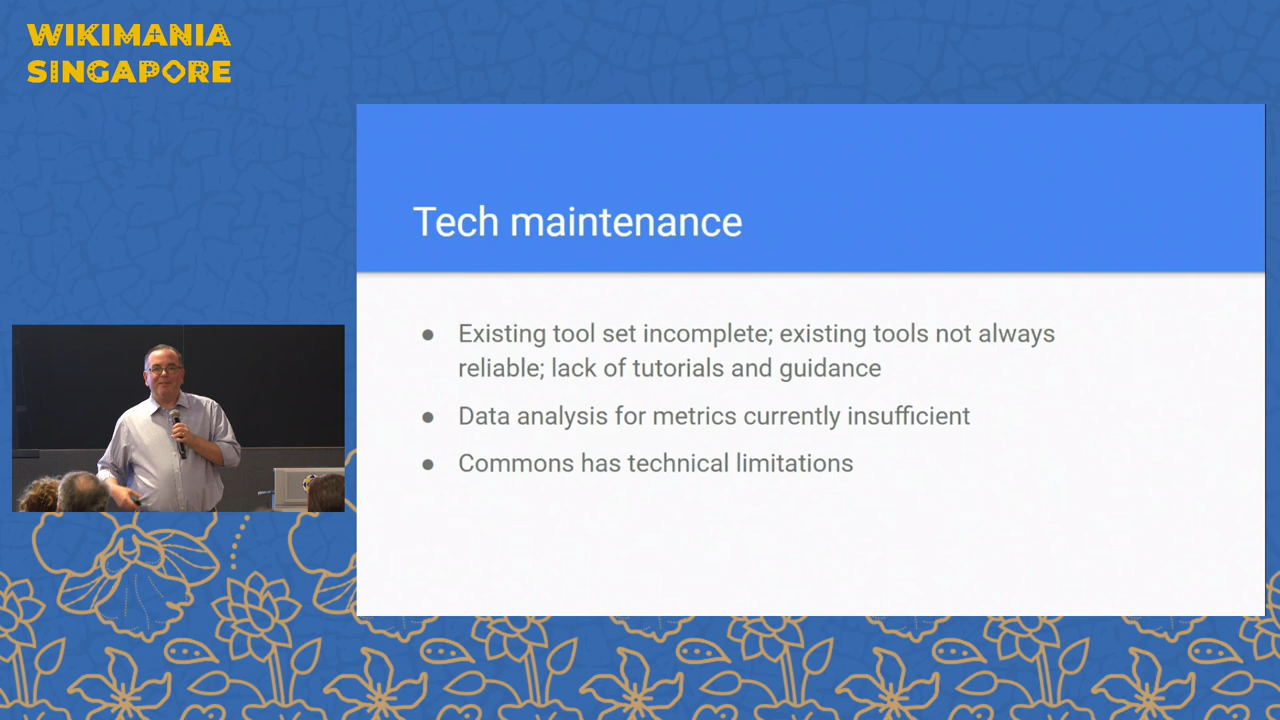 WIKIMANIA
SINGAPORE
Tech maintenance
● Existing tool set incomplete; existing tools not always
reliable; lack of tutorials and guidance
● Data analysis for metrics currently insufficient
● Commons has technical limitations